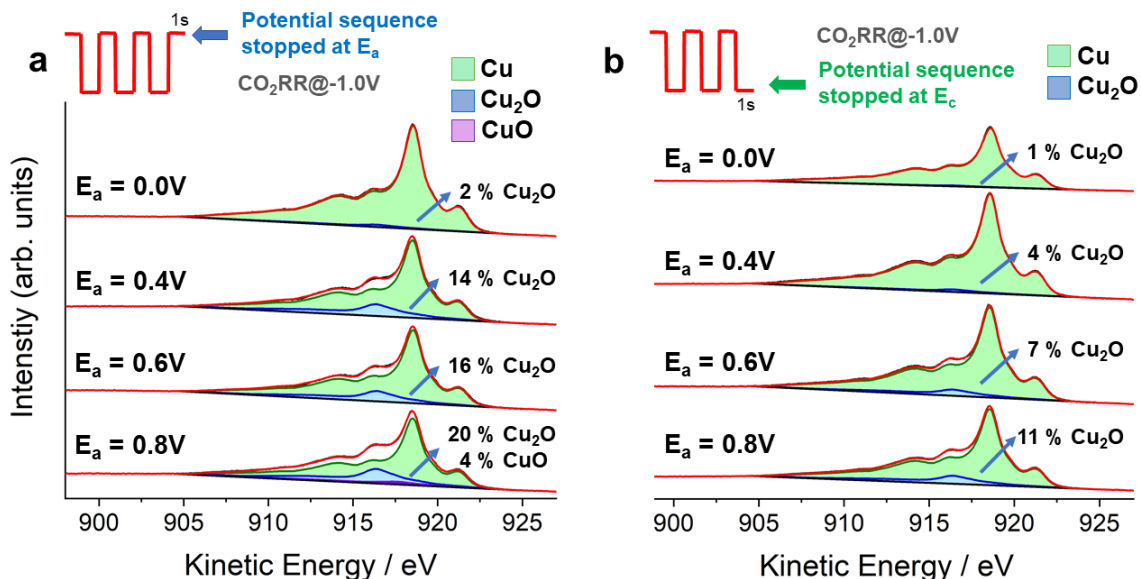 1s
Potential sequence
stopped at Eₐ
a
CO₂RR@-1.0V
Cu
Cu₂O
CuO
Eₐ = 0.0V
2 % Cu₂O
Eₐ = 0.4V
14 % Cu₂O
Eₐ = 0.6V
16 % Cu₂O
Eₐ = 0.8V
20 % Cu₂O
4 % CuO
900 905 910 915 920 925
Kinetic Energy / eV
Intenstiy (arb. units)
b
1s
CO₂RR@-1.0V
Potential sequence
stopped at E_c
Cu
Cu₂O
Eₐ = 0.0V
1 % Cu₂O
Eₐ = 0.4V
4 % Cu₂O
Eₐ = 0.6V
7 % Cu₂O
Eₐ = 0.8V
11 % Cu₂O
900 905 910 915 920 925
Kinetic Energy / eV